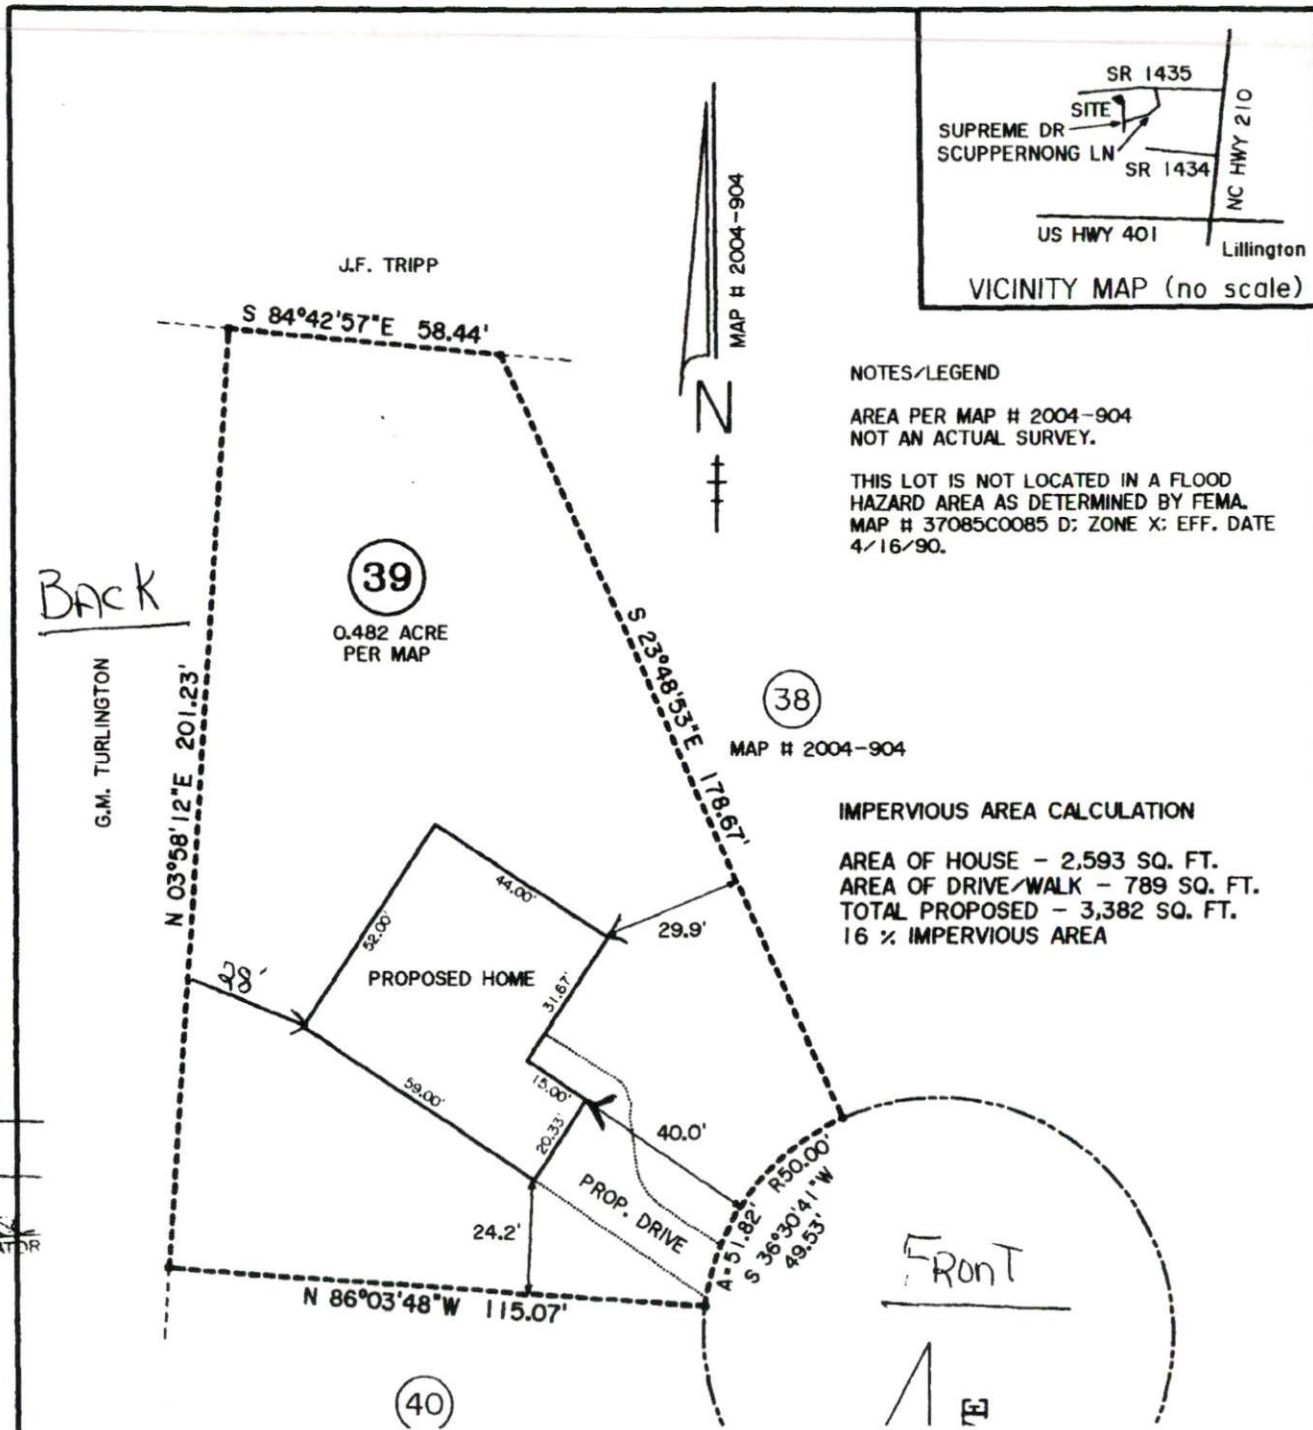 SR 1435
SITE
SUPREME DR
SCUPPERNONG LN
SR 1434
NC HWY 210
US HWY 401
Lillington
VICINITY MAP (no scale)
MAP # 2004-904
N
J.F. TRIPP
S 84°42'57"E 58.44'
NOTES/LEGEND
AREA PER MAP # 2004-904
NOT AN ACTUAL SURVEY.
THIS LOT IS NOT LOCATED IN A FLOOD
HAZARD AREA AS DETERMINED BY FEMA.
MAP # 37085C0085 D; ZONE X; EFF. DATE
4/16/90.
39
0.482 ACRE
PER MAP
BACK
G.M. TURLINGTON
N 03°58'12"E 201.23'
S 23°48'53"E 178.67'
38
MAP # 2004-904
IMPERVIOUS AREA CALCULATION
AREA OF HOUSE - 2,593 SQ. FT.
AREA OF DRIVE/WALK - 789 SQ. FT.
TOTAL PROPOSED - 3,382 SQ. FT.
16 % IMPERVIOUS AREA
44.00'
52.00'
29.9'
PROPOSED HOME
28'
31.67'
59.00'
15.00'
20.33'
40.0'
PROP. DRIVE
24.2'
A=51.82' R50.00'
S 36°30'41"W
49.53'
FRONT
N 86°03'48"W 115.07'
40